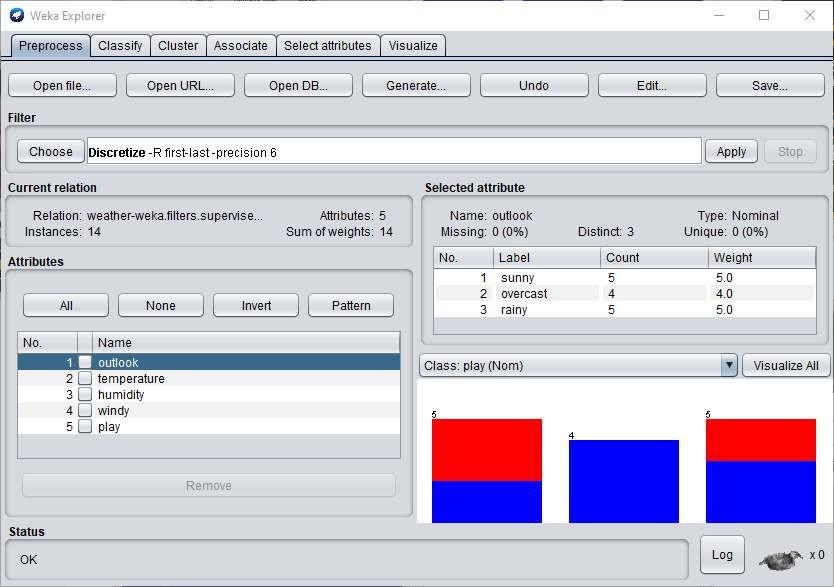 Weka Explorer
Preprocess Classify Cluster Associate Select attributes Visualize
Open file... Open URL... Open DB... Generate... Undo Edit... Save...
Filter
Choose Discretize -R first-last -precision 6 Apply Stop
Current relation
Relation: weather-weka.filters.supervise... Attributes: 5
Instances: 14 Sum of weights: 14
Attributes
All None Invert Pattern
No. Name
1 outlook
2 temperature
3 humidity
4 windy
5 play
Remove
Selected attribute
Name: outlook Type: Nominal
Missing: 0 (0%) Distinct: 3 Unique: 0 (0%)
No. Label Count Weight
1 sunny 5 5.0
2 overcast 4 4.0
3 rainy 5 5.0
Class: play (Nom) Visualize All
5 4 5
Status
OK Log x 0